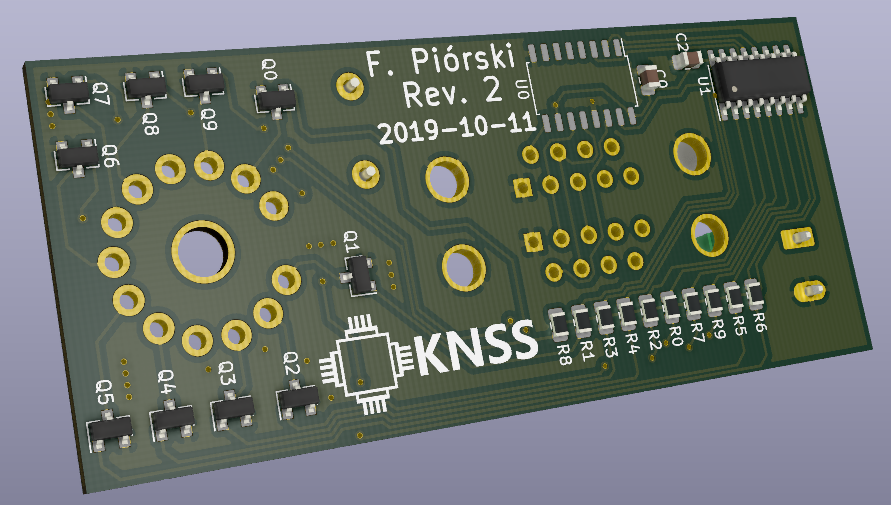 F. Piórski
Rev. 2
2019-10-11
Q7
Q8
Q9
Q0
Q6
Q1
U0
C0
C2
U1
KNSS
Q5
Q4
Q3
Q2
R8
R1
R3
R4
R2
R0
R7
R9
R5
R6